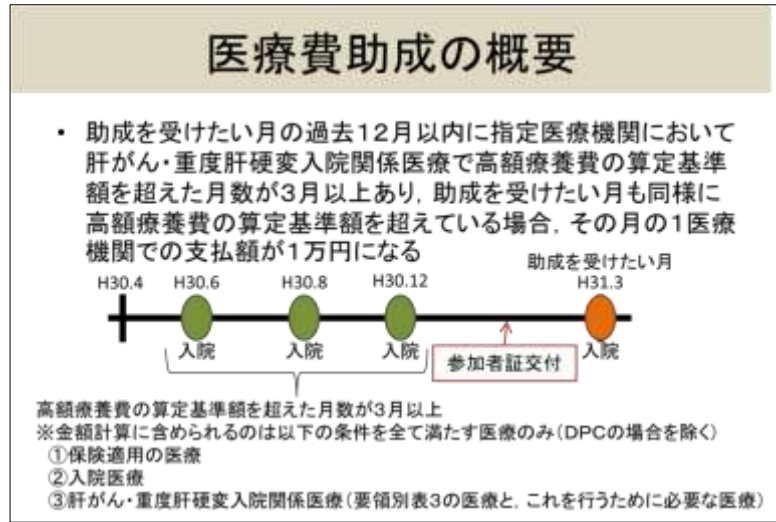 医療費助成の概要
• 助成を受けたい月の過去12月以内に指定医療機関において
肝がん・重度肝硬変入院関係医療で高額療養費の算定基準
額を超えた月数が3月以上あり，助成を受けたい月も同様に
高額療養費の算定基準額を超えている場合，その月の1医療
機関での支払額が1万円になる
助成を受けたい月
H30.4 H30.6 H30.8 H30.12 H31.3
入院 入院 入院 入院
参加者証交付
高額療養費の算定基準額を超えた月数が3月以上
※金額計算に含められるのは以下の条件を全て満たす医療のみ(DPCの場合を除く)
①保険適用の医療
②入院医療
③肝がん・重度肝硬変入院関係医療(要領別表3の医療と，これを行うために必要な医療)